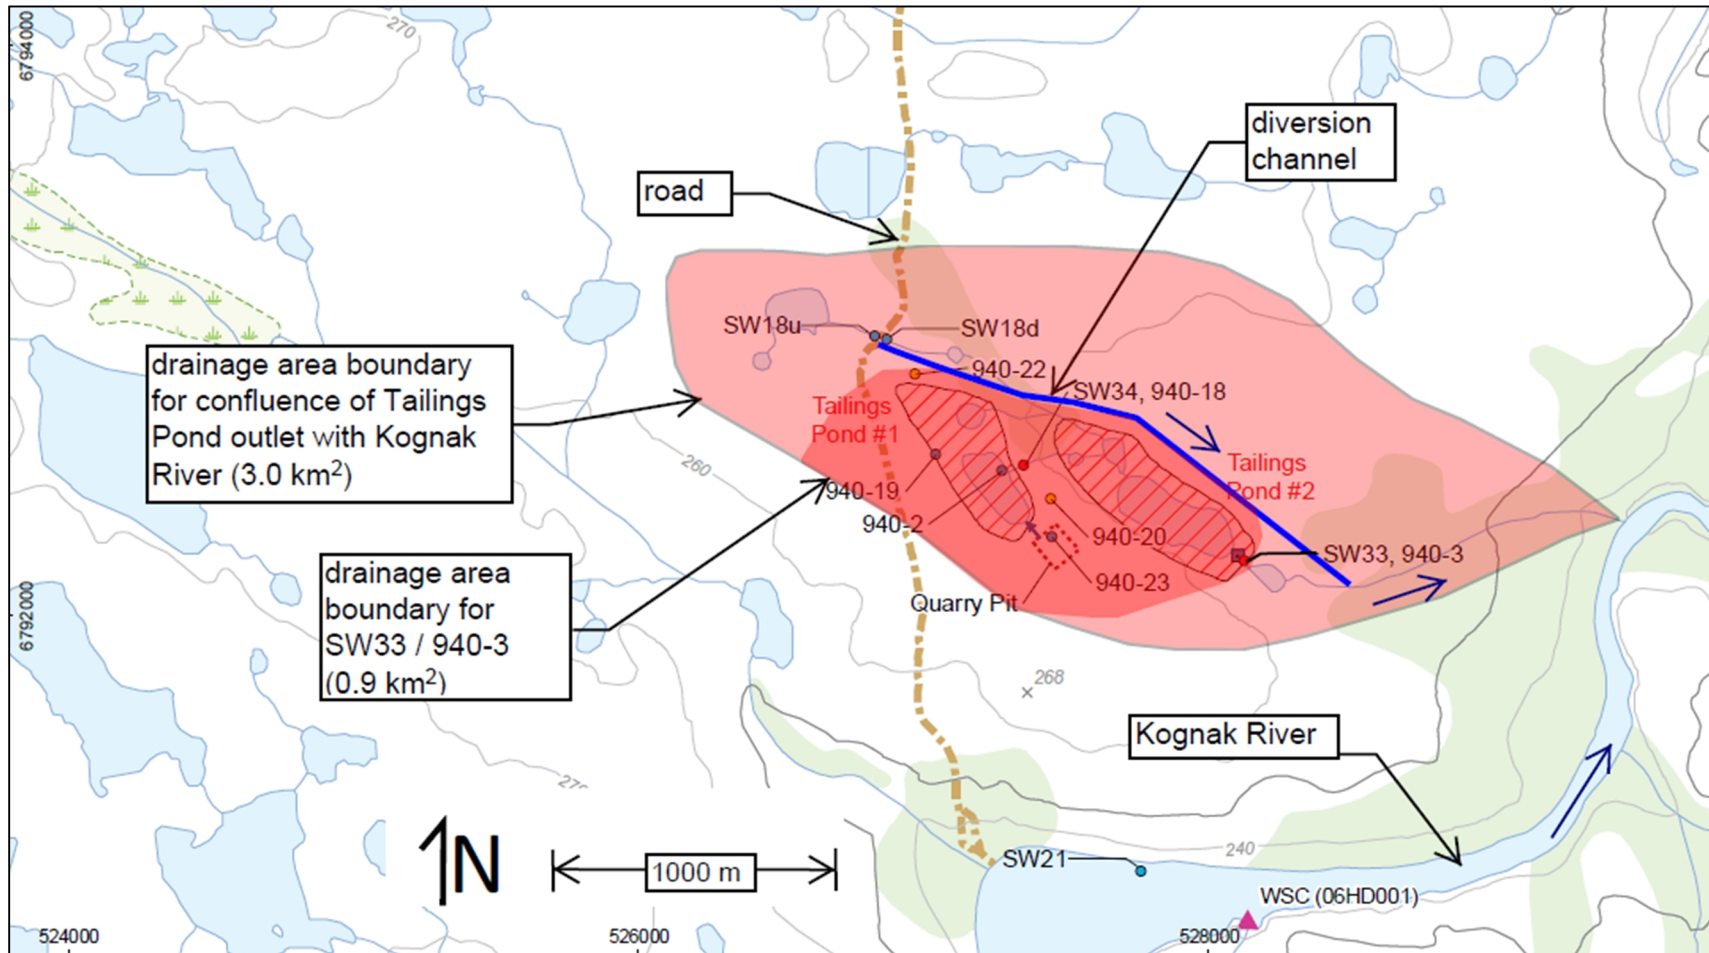 6794000
270
diversion
channel
road
SW18u
SW18d
drainage area boundary
for confluence of Tailings
Pond outlet with Kognak
River (3.0 km²)
940-22
SW34, 940-18
Tailings
Pond #1
260
Tailings
Pond #2
940-19
940-2
940-20
SW33, 940-3
940-23
Quarry Pit
drainage area
boundary for
SW33 / 940-3
(0.9 km²)
6792000
268
Kognak River
270
N
1000 m
240
SW21
WSC (06HD001)
524000
526000
528000